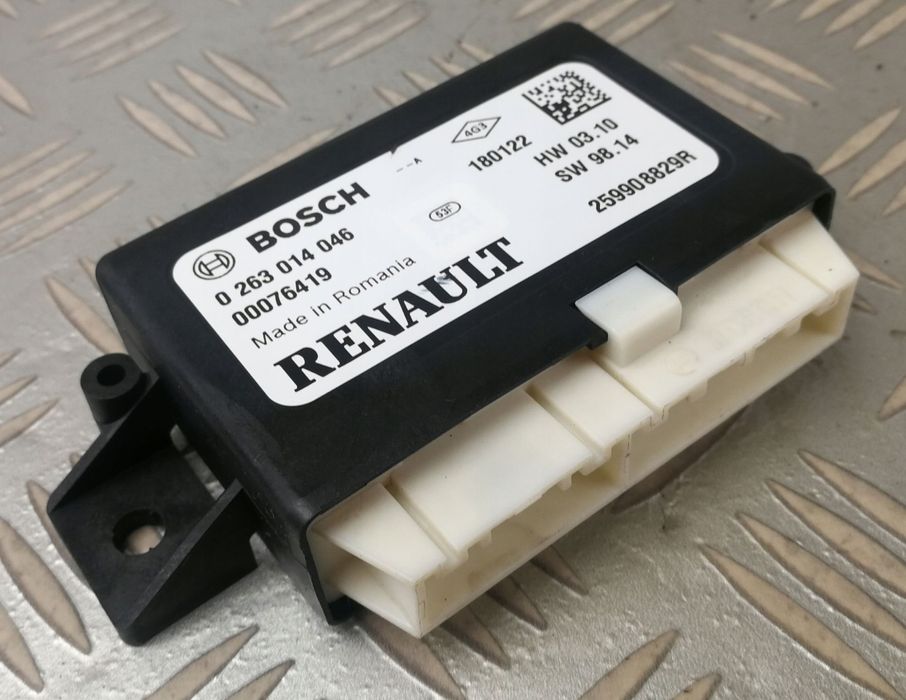 BOSCH
0 263 014 046
00076419
Made in Romania
RENAULT
--A
4G3
180122
53F
HW 03.10
SW 98.14
259908829R